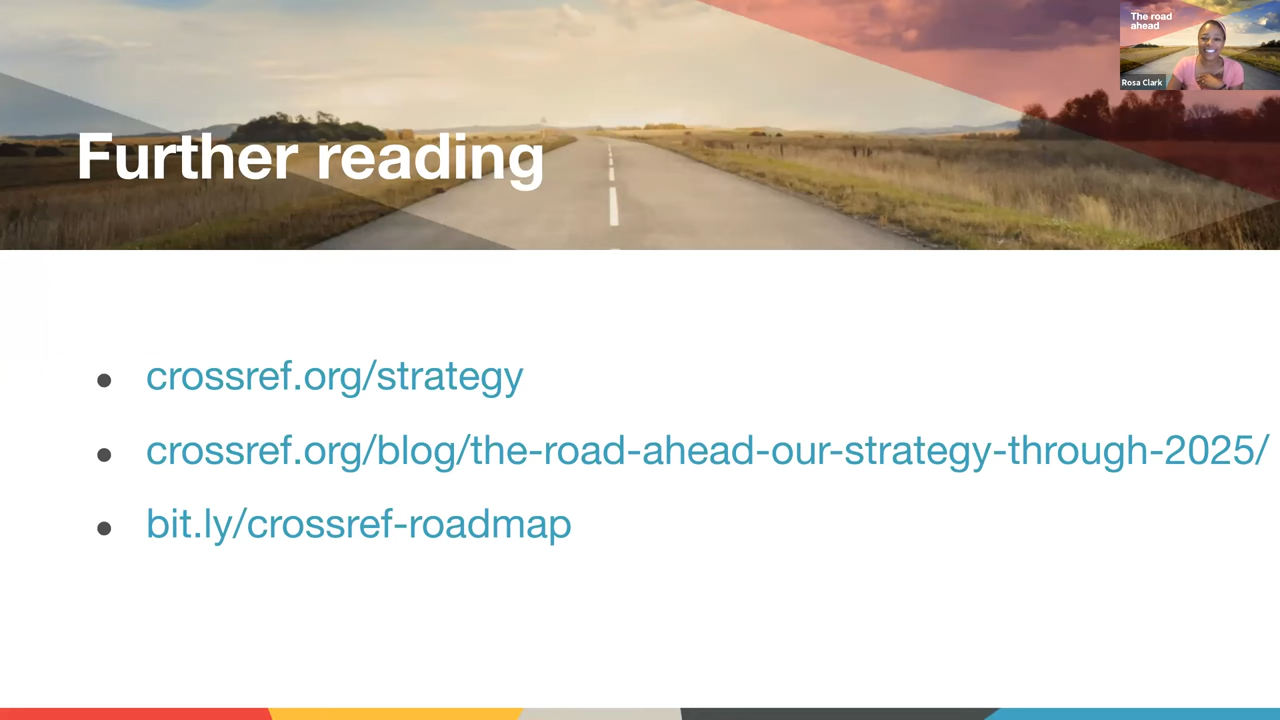 The road
ahead
Rosa Clark
Further reading
crossref.org/strategy
crossref.org/blog/the-road-ahead-our-strategy-through-2025/
bit.ly/crossref-roadmap